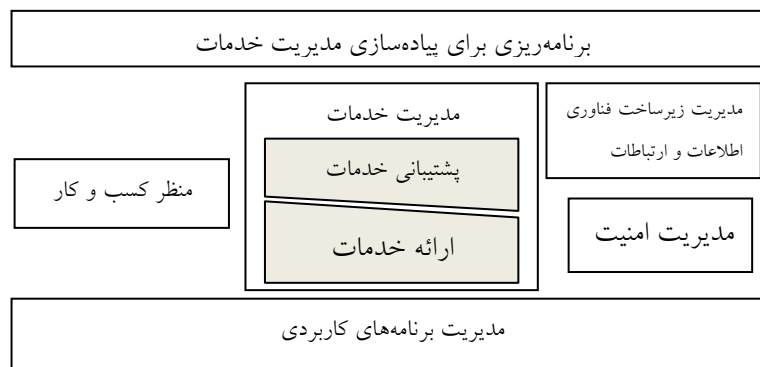 برنامه‌ریزی برای پیاده‌سازی مدیریت خدمات
مدیریت زیرساخت فناوری
اطلاعات و ارتباطات
مدیریت خدمات
پشتیبانی خدمات
منظر کسب و کار
مدیریت امنیت
ارائه خدمات
مدیریت برنامه‌های کاربردی